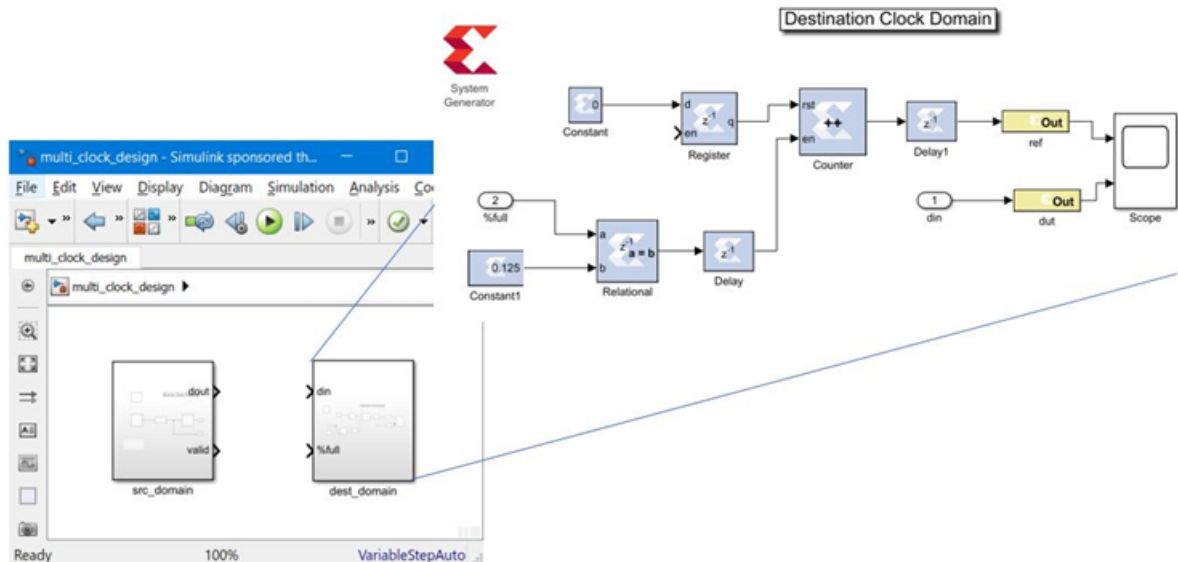 Destination Clock Domain
System
Generator
0
Constant
d
en
z-1
q
Register
rst
en
++
Counter
z-1
Delay1
Out
ref
1
din
Out
dut
Scope
2
%full
0.125
Constant1
a
b
z-1
a = b
Relational
z-1
Delay
multi_clock_design - Simulink sponsored th...
File Edit View Display Diagram Simulation Analysis Co
multi_clock_design
multi_clock_design
dout
valid
src_domain
din
%full
dest_domain
Ready 100% VariableStepAuto